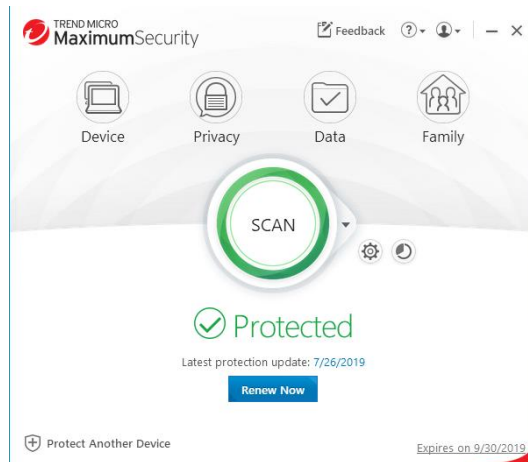 TREND MICRO
MaximumSecurity
Feedback
?
Device
Privacy
Data
Family
SCAN
Protected
Latest protection update: 7/26/2019
Renew Now
Protect Another Device
Expires on 9/30/2019